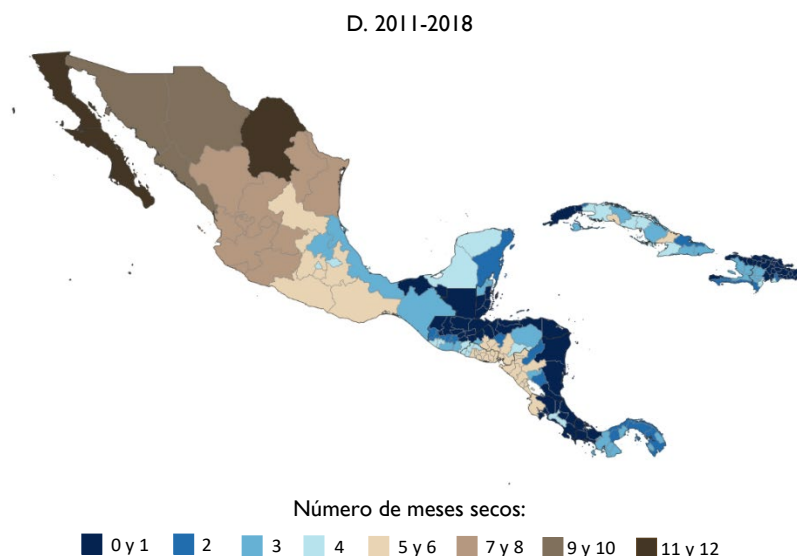 D. 2011-2018
Número de meses secos:
0 y 1 2 3 4 5 y 6 7 y 8 9 y 10 11 y 12